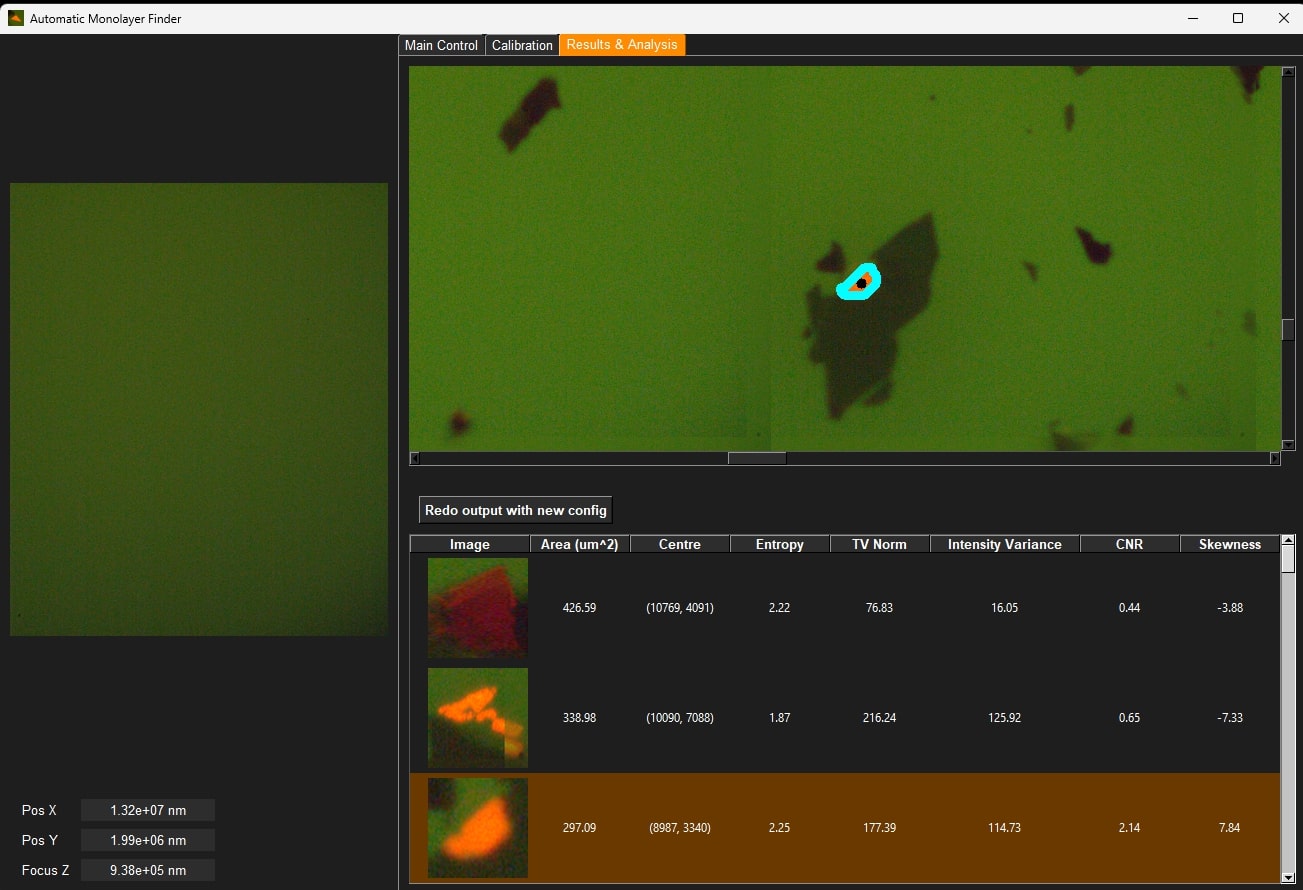 Automatic Monolayer Finder
Main Control Calibration Results & Analysis
Redo output with new config
Image Area (um^2) Centre Entropy TV Norm Intensity Variance CNR Skewness
426.59 (10769, 4091) 2.22 76.83 16.05 0.44 -3.88
338.98 (10090, 7088) 1.87 216.24 125.92 0.65 -7.33
297.09 (8987, 3340) 2.25 177.39 114.73 2.14 7.84
Pos X 1.32e+07 nm
Pos Y 1.99e+06 nm
Focus Z 9.38e+05 nm